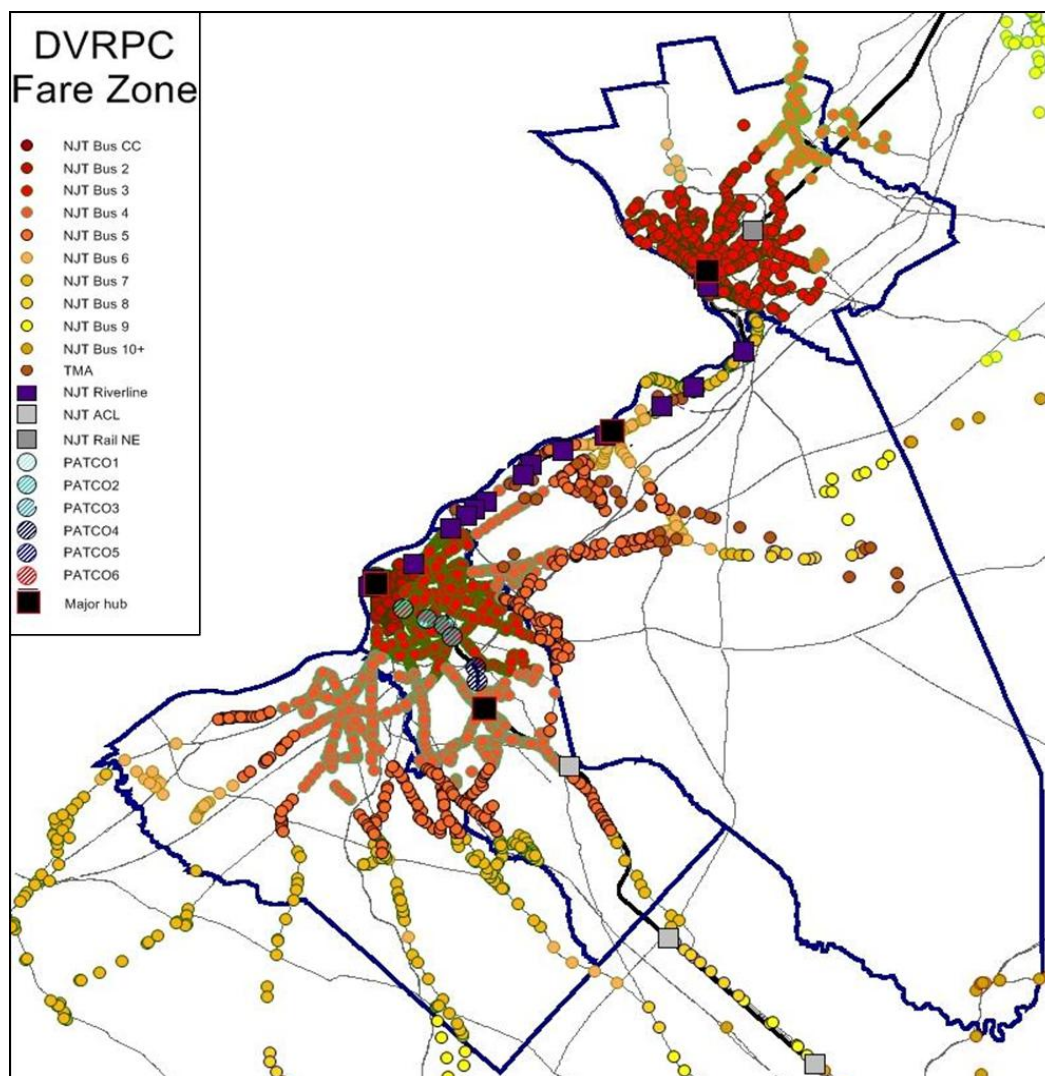 DVRPC
Fare Zone
NJT Bus CC
NJT Bus 2
NJT Bus 3
NJT Bus 4
NJT Bus 5
NJT Bus 6
NJT Bus 7
NJT Bus 8
NJT Bus 9
NJT Bus 10+
TMA
NJT Riverline
NJT ACL
NJT Rail NE
PATCO1
PATCO2
PATCO3
PATCO4
PATCO5
PATCO6
Major hub